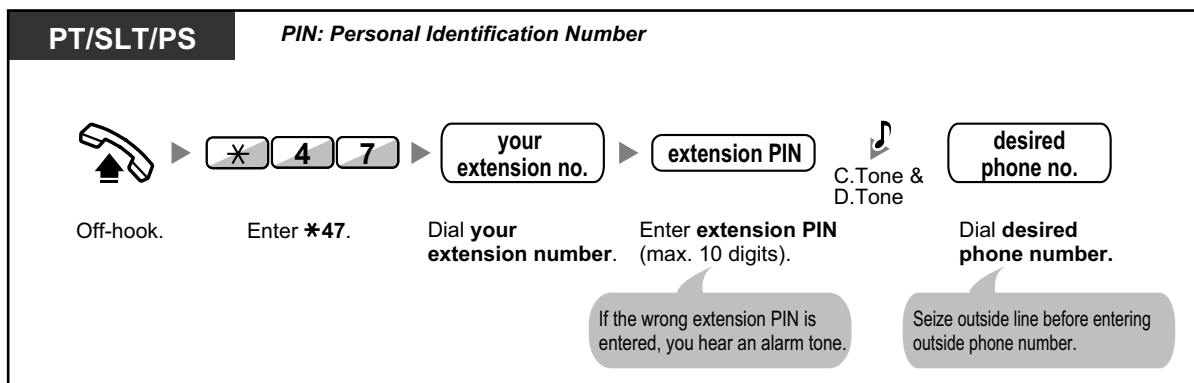 PT/SLT/PS
PIN: Personal Identification Number
* 4 7
your
extension no.
extension PIN
C.Tone &
D.Tone
desired
phone no.
Off-hook.
Enter *47.
Dial your
extension number.
Enter extension PIN
(max. 10 digits).
Dial desired
phone number.
If the wrong extension PIN is
entered, you hear an alarm tone.
Seize outside line before entering
outside phone number.